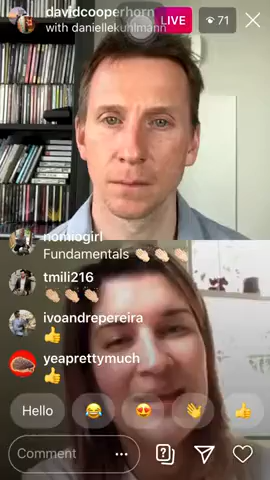 davidcooperhorn
LIVE
71
with daniellekuhlmann
nomiogirl
Fundamentals 👏🏻👏🏻👏🏻
tmili216
👏🏻👏🏻👏🏻
ivoandrepereira
👍
yeaprettymuch
👍
Hello 😂 😍 👋 👍
Comment